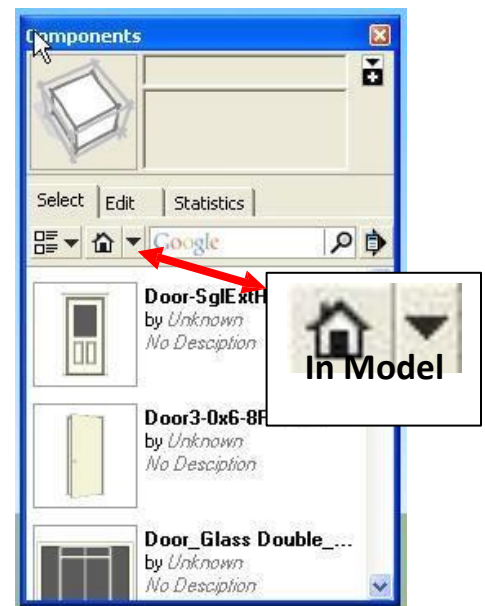 Components
Select Edit Statistics
Google
Door-SglExtH
by Unknown
No Desciption
In Model
Door3-0x6-8F
by Unknown
No Desciption
Door_Glass Double_...
by Unknown
No Desciption